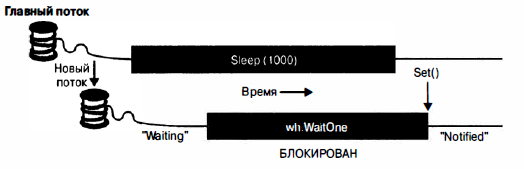 Главный поток
Sleep (1000)
Новый
поток
Время
Set()
"Waiting"
wh.WaitOne
"Notified"
БЛОКИРОВАН